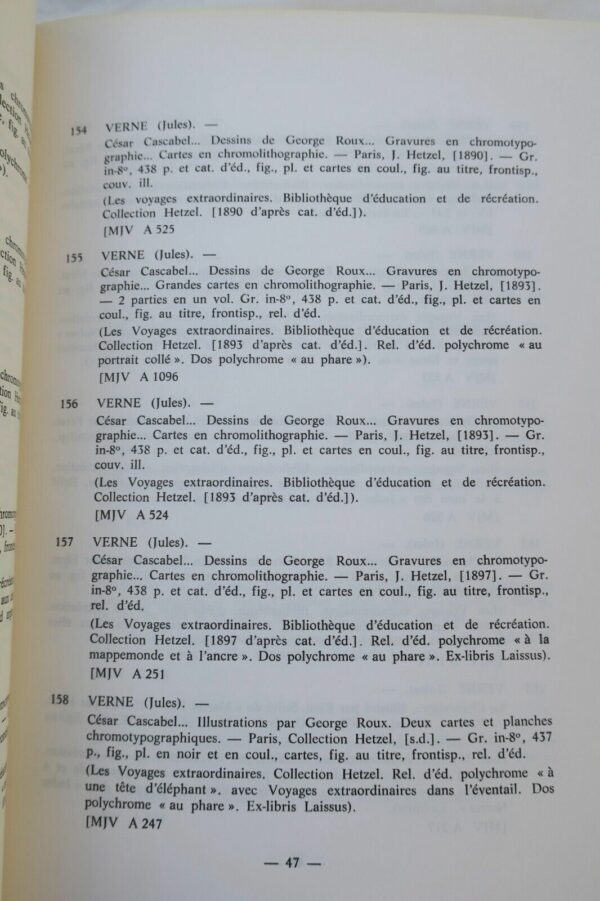 154 VERNE (Jules). —
César Cascabel... Dessins de George Roux... Gravures en chromotypo-
graphie... Cartes en chromolithographie. — Paris, J. Hetzel, [1890]. — Gr.
in-8º, 438 p. et cat. d'éd., fig., pl. et cartes en coul., fig. au titre, frontisp.,
couv. ill.
(Les voyages extraordinaires. Bibliothèque d'éducation et de récréation.
Collection Hetzel. [1890 d'après cat. d'éd.]).
[MJV A 525
155 VERNE (Jules). —
César Cascabel... Dessins de George Roux... Gravures en chromotypo-
graphie... Grandes cartes en chromolithographie. — Paris, J. Hetzel, [1893].
— 2 parties en un vol. Gr. in-8º, 438 p. et cat. d'éd., fig., pl. et cartes en
coul., fig. au titre, frontisp., rel. d'éd.
(Les Voyages extraordinaires. Bibliothèque d'éducation et de récréation.
Collection Hetzel. [1893 d'après cat. d'éd.]. Rel. d'éd. polychrome « au
portrait collé ». Dos polychrome « au phare »).
[MJV A 1096
156 VERNE (Jules). —
César Cascabel... Dessins de George Roux... Gravures en chromotypo-
graphie... Cartes en chromolithographie. — Paris, J. Hetzel, [1893]. — Gr.
in-8º, 438 p. et cat. d'éd., fig., pl. et cartes en coul., fig. au titre, frontisp.,
couv. ill.
(Les Voyages extraordinaires. Bibliothèque d'éducation et de récréation.
Collection Hetzel. [1893 d'après cat. d'éd.]).
[MJV A 524
157 VERNE (Jules). —
César Cascabel... Dessins de George Roux... Gravures en chromotypo-
graphie... Cartes en chromolithographie. — Paris, J. Hetzel, [1897]. — Gr.
in-8º, 438 p. et cat. d'éd., fig., pl. et cartes en coul., fig. au titre, frontisp.,
rel. d'éd.
(Les Voyages extraordinaires. Bibliothèque d'éducation et de récréation.
Collection Hetzel. [1897 d'après cat. d'éd.]. Rel. d'éd. polychrome « à la
mappemonde et à l'ancre ». Dos polychrome « au phare ». Ex-libris Laissus).
[MJV A 251
158 VERNE (Jules). —
César Cascabel... Illustrations par George Roux. Deux cartes et planches
chromotypographiques. — Paris, Collection Hetzel, [s.d.]. — Gr. in-8º, 437
p., fig., pl. en noir et en coul., cartes, fig. au titre, frontisp., rel. d'éd.
(Les Voyages extraordinaires. Collection Hetzel. Rel. d'éd. polychrome « à
une tête d'éléphant ». avec Voyages extraordinaires dans l'éventail. Dos
polychrome « au phare ». Ex-libris Laissus).
[MJV A 247
— 47 —